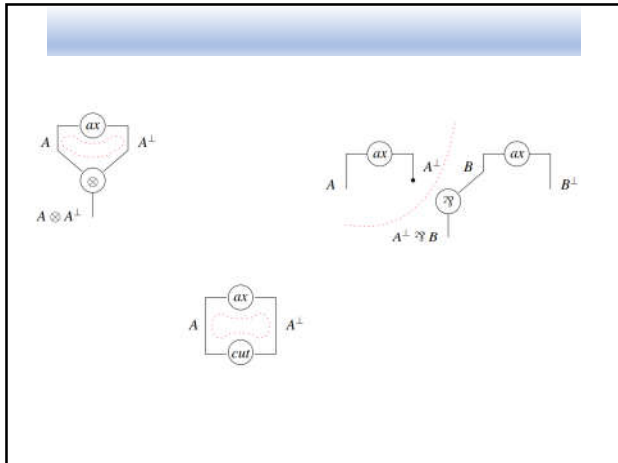 ax
A A⊥
⊗
A ⊗ A⊥
ax ax
A A⊥ B B⊥
⅋
A⊥ ⅋ B
ax
A A⊥
cut